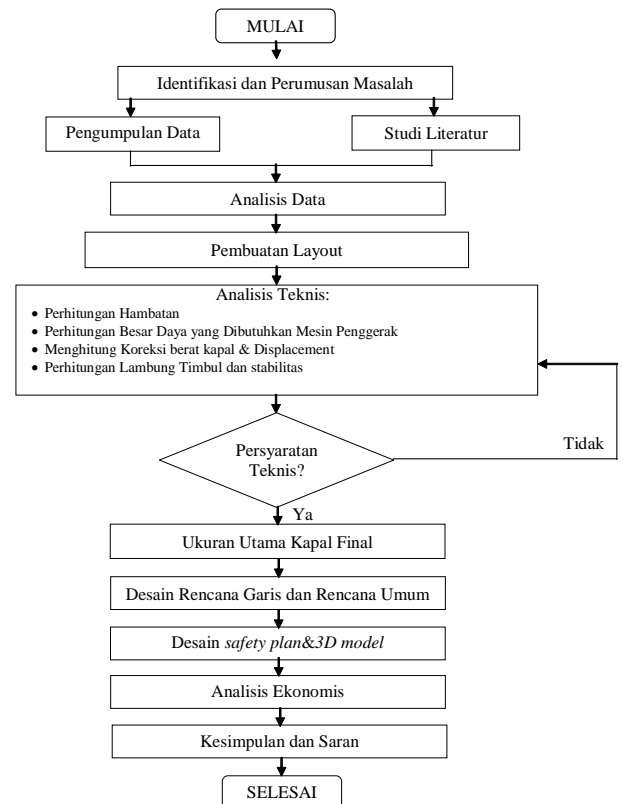 MULAI
Identifikasi dan Perumusan Masalah
Pengumpulan Data
Studi Literatur
Analisis Data
Pembuatan Layout
Analisis Teknis:
• Perhitungan Hambatan
• Perhitungan Besar Daya yang Dibutuhkan Mesin Penggerak
• Menghitung Koreksi berat kapal & Displacement
• Perhitungan Lambung Timbul dan stabilitas
Persyaratan
Teknis?
Tidak
Ya
Ukuran Utama Kapal Final
Desain Rencana Garis dan Rencana Umum
Desain safety plan&3D model
Analisis Ekonomis
Kesimpulan dan Saran
SELESAI